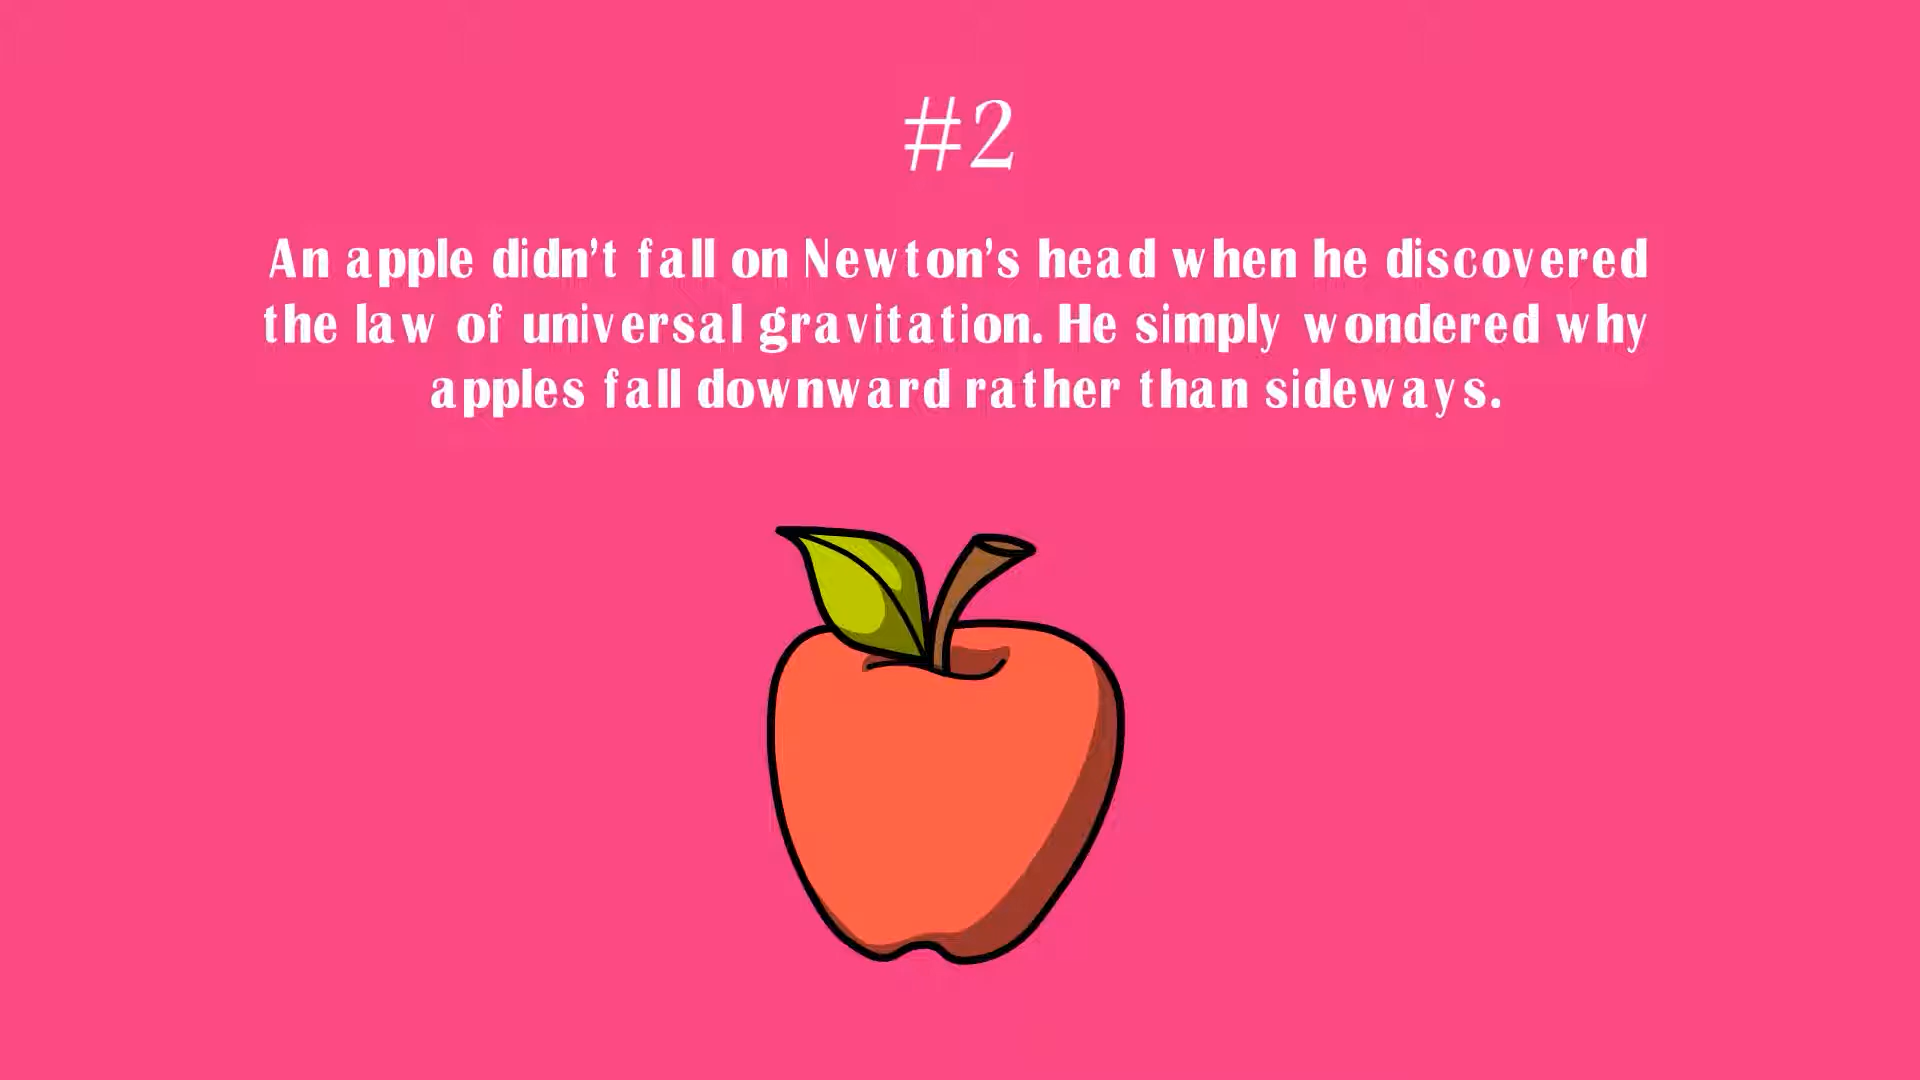 #2
An apple didn’t fall on Newton’s head when he discovered
the law of universal gravitation. He simply wondered why
apples fall downward rather than sideways.